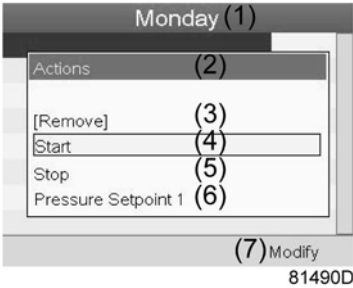 Monday (1)
Actions (2)
[Remove] (3)
Start (4)
Stop (5)
Pressure Setpoint 1 (6)
(7) Modify
81490D